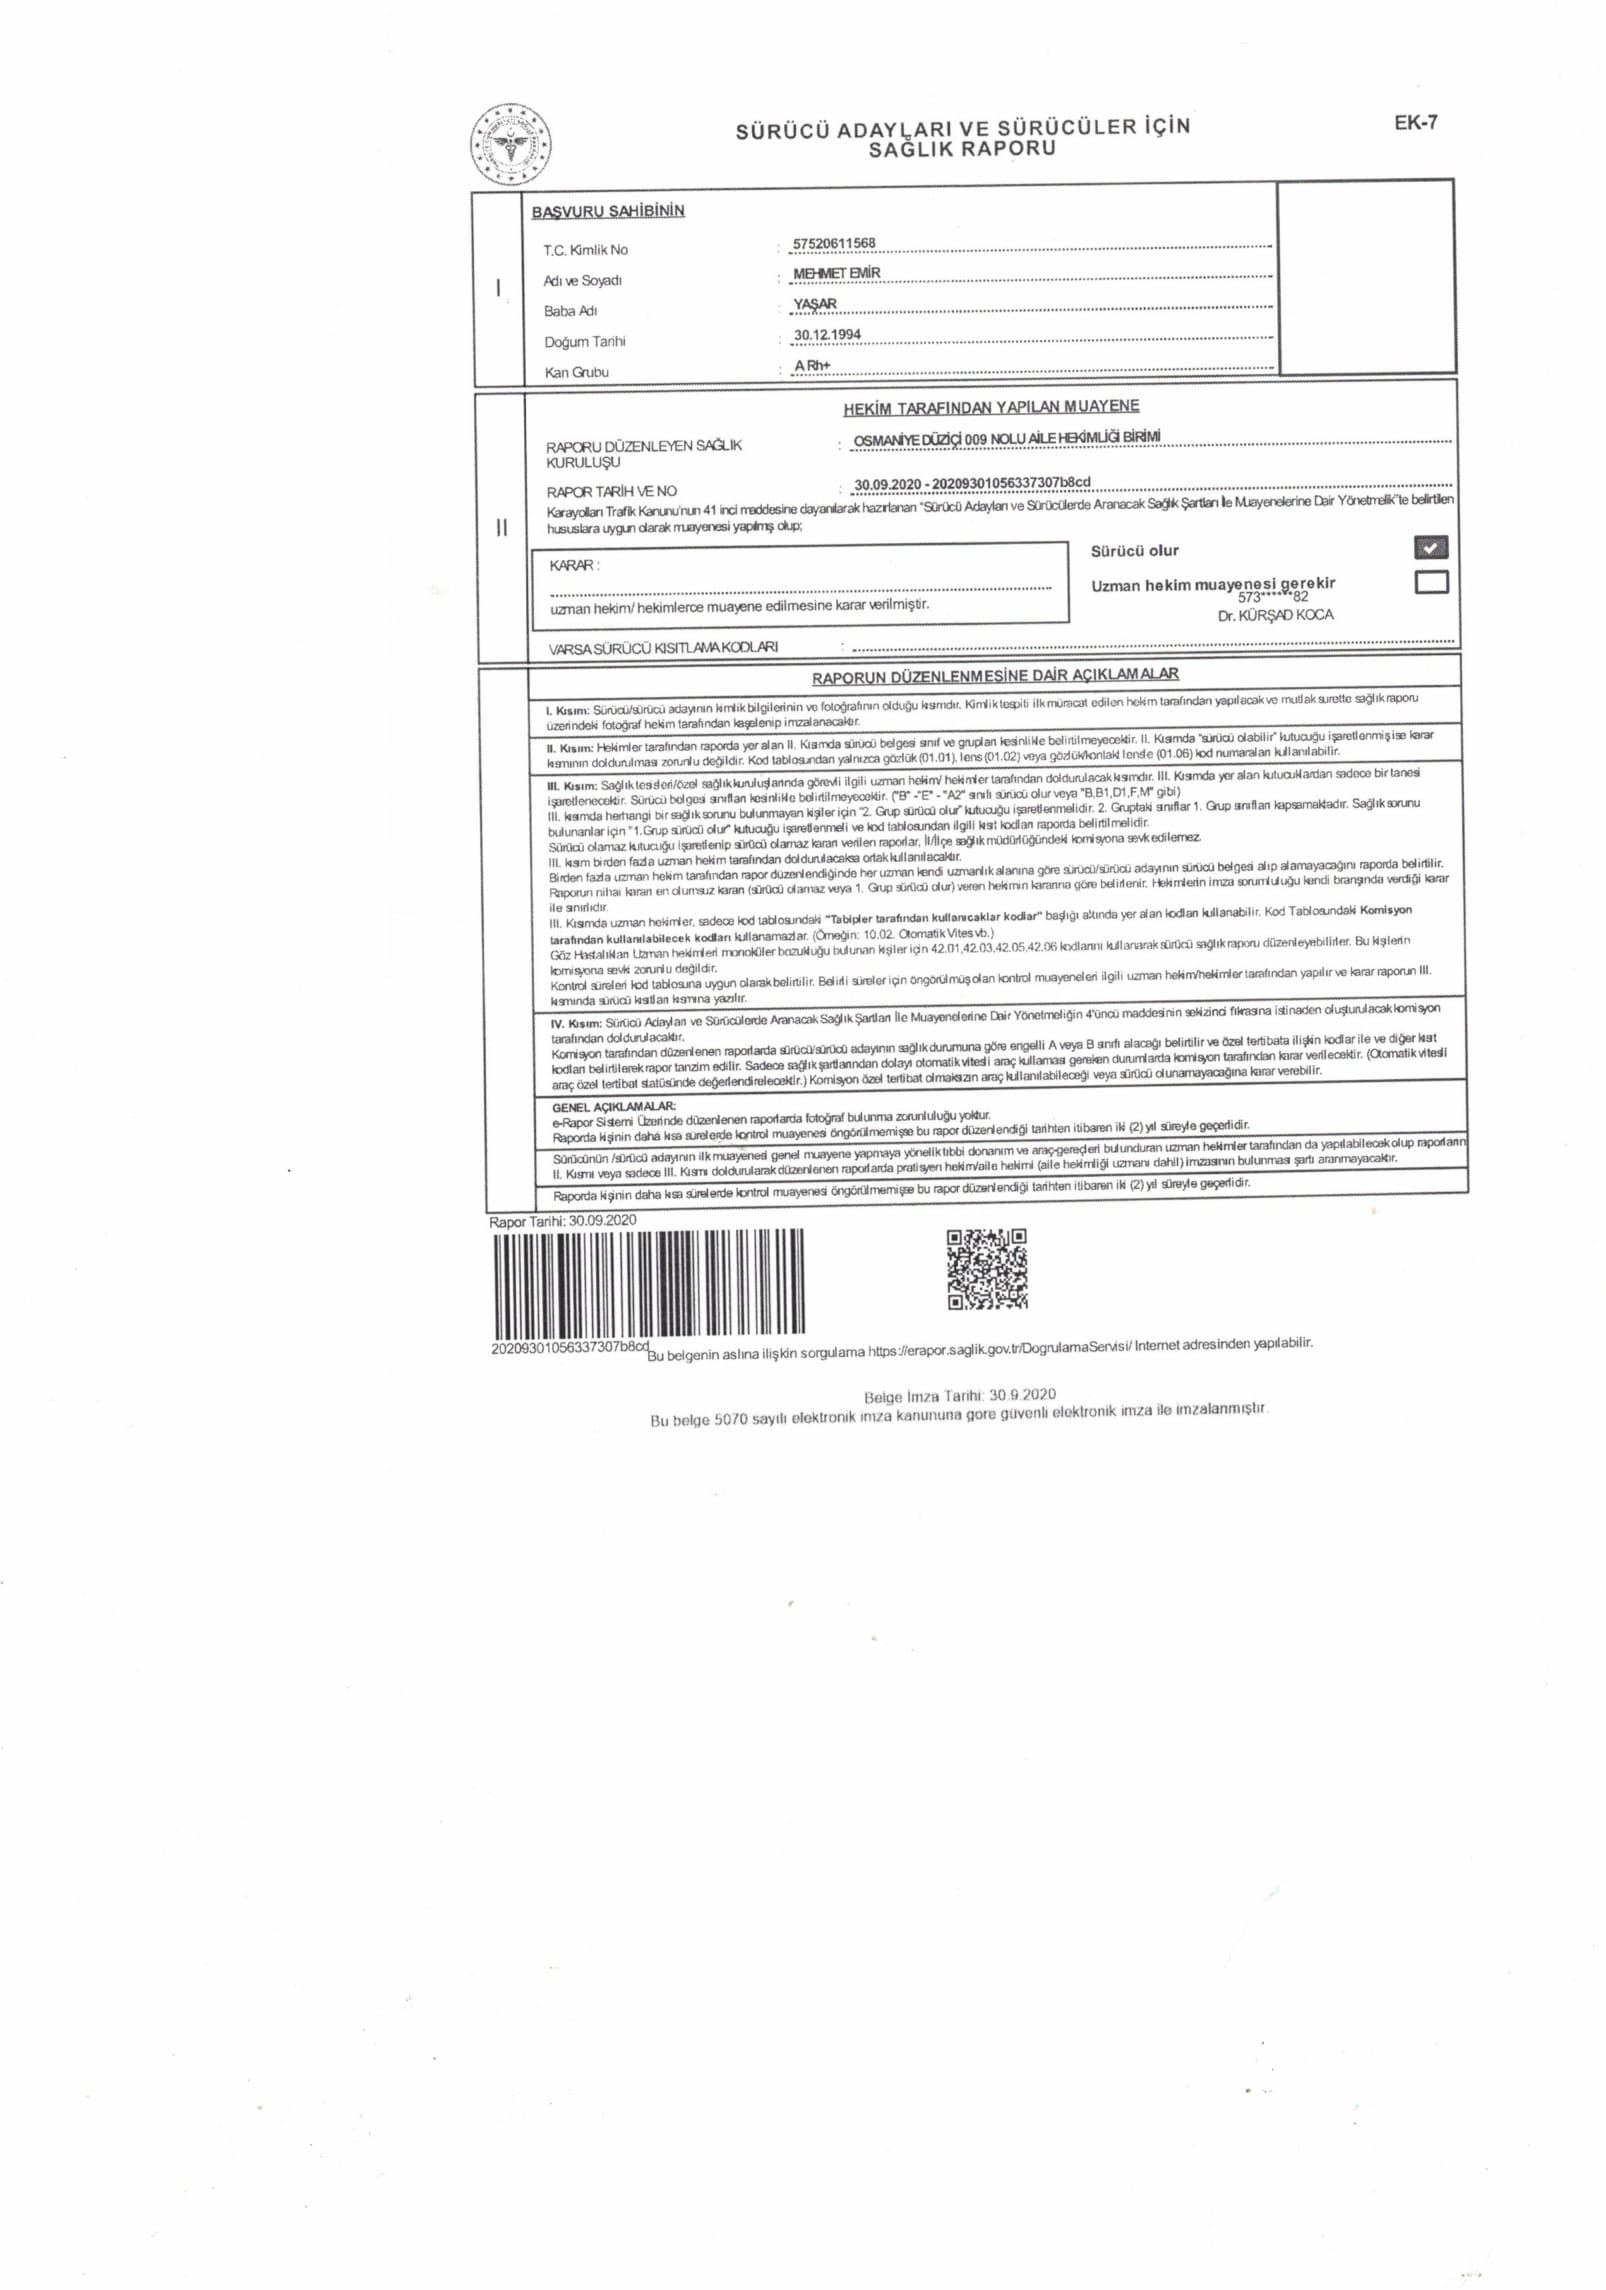 SÜRÜCÜ ADAYLARI VE SÜRÜCÜLER İÇİN
SAĞLIK RAPORU
EK-7
I
BAŞVURU SAHİBİNİN
T.C. Kimlik No : 57520611568
Adı ve Soyadı : MEHMET EMİR
Baba Adı : YAŞAR
Doğum Tarihi : 30.12.1994
Kan Grubu : A Rh+
II
HEKİM TARAFINDAN YAPILAN MUAYENE
RAPORU DÜZENLEYEN SAĞLIK : OSMANİYE DÜZİÇİ 009 NOLU AİLE HEKİMLİĞİ BİRİMİ
KURULUŞU
RAPOR TARİH VE NO : 30.09.2020 - 20209301056337307b8cd
Karayolları Trafik Kanunu'nun 41 inci maddesine dayanılarak hazırlanan "Sürücü Adayları ve Sürücülerde Aranacak Sağlık Şartları İle Muayenelerine Dair Yönetmelik"te belirtilen
hususlara uygun olarak muayenesi yapılmış olup;
KARAR :
uzman hekim/ hekimlerce muayene edilmesine karar verilmiştir.
Sürücü olur
Uzman hekim muayenesi gerekir
573******82
Dr. KÜRŞAD KOCA
VARSA SÜRÜCÜ KISITLAMA KODLARI :
RAPORUN DÜZENLENMESİNE DAİR AÇIKLAMALAR
I. Kısım: Sürücü/sürücü adayının kimlik bilgilerinin ve fotoğrafının olduğu kısımdır. Kimlik tespiti ilk müracat edilen hekim tarafından yapılacak ve mutlak surette sağlık raporu
üzerindeki fotoğraf hekim tarafından kaşelenip imzalanacaktır.
II. Kısım: Hekimler tarafından raporda yer alan II. Kısımda sürücü belgesi sınıf ve grupları kesinlikle belirtilmeyecektir. II. Kısımda "sürücü olabilir" kutucuğu işaretlenmiş ise karar
kısmının doldurulması zorunlu değildir. Kod tablosundan yalnızca gözlük (01.01), lens (01.02) veya gözlük/kontakt lensle (01.06) kod numaraları kullanılabilir.
III. Kısım: Sağlık tesisleri/özel sağlık kuruluşlarında görevli ilgili uzman hekim/ hekimler tarafından doldurulacak kısımdır. III. Kısımda yer alan kutucuklardan sadece bir tanesi
işaretlenecektir. Sürücü belgesi sınıfları kesinlikle belirtilmeyecektir. ("B" -"E" - "A2" sınıfı sürücü olur veya "B,B1,D1,F,M" gibi)
III. kısımda herhangi bir sağlık sorunu bulunmayan kişiler için "2. Grup sürücü olur" kutucuğu işaretlenmelidir. 2. Gruptaki sınıflar 1. Grup sınıfları kapsamaktadır. Sağlık sorunu
bulunanlar için "1.Grup sürücü olur" kutucuğu işaretlenmeli ve kod tablosundan ilgili kısıt kodları raporda belirtilmelidir.
Sürücü olamaz kutucuğu işaretlenip sürücü olamaz kararı verilen raporlar, İl/İlçe sağlık müdürlüğündeki komisyona sevk edilemez.
III. kısım birden fazla uzman hekim tarafından doldurulacaksa ortak kullanılacaktır.
Birden fazla uzman hekim tarafından rapor düzenlendiğinde her uzman kendi uzmanlık alanına göre sürücü/sürücü adayının sürücü belgesi alıp alamayacağını raporda belirtilir.
Raporun nihai kararı en olumsuz kararı (sürücü olamaz veya 1. Grup sürücü olur) veren hekimin kararına göre belirlenir. Hekimlerin imza sorumluluğu kendi branşında verdiği karar
ile sınırlıdır.
III. Kısımda uzman hekimler, sadece kod tablosundaki "Tabipler tarafından kullanıcaklar kodlar" başlığı altında yer alan kodları kullanabilir. Kod Tablosundaki Komisyon
tarafından kullanılabilecek kodları kullanamazlar. (Örneğin: 10.02. Otomatik Vites vb.)
Göz Hastalıkları Uzman hekimleri monoküler bozukluğu bulunan kişiler için 42.01,42.03,42.05,42.06 kodlarını kullanarak sürücü sağlık raporu düzenleyebilirler. Bu kişilerin
komisyona sevki zorunlu değildir.
Kontrol süreleri kod tablosuna uygun olarak belirtilir. Belirli süreler için öngörülmüş olan kontrol muayeneleri ilgili uzman hekim/hekimler tarafından yapılır ve karar raporun III.
kısmında sürücü kısıtları kısmına yazılır.
IV. Kısım: Sürücü Adayları ve Sürücülerde Aranacak Sağlık Şartları İle Muayenelerine Dair Yönetmeliğin 4'üncü maddesinin sekizinci fıkrasına istinaden oluşturulacak komisyon
tarafından doldurulacaktır.
Komisyon tarafından düzenlenen raporlarda sürücü/sürücü adayının sağlık durumuna göre engelli A veya B sınıfı alacağı belirtilir ve özel tertibata ilişkin kodlar ile ve diğer kısıt
kodları belirtilerek rapor tanzim edilir. Sadece sağlık şartlarından dolayı otomatik vitesli araç kullaması gereken durumlarda komisyon tarafından karar verilecektir. (Otomatik vitesli
araç özel tertibat statüsünde değerlendirelecektir.) Komisyon özel tertibat olmaksızın araç kullanılabileceği veya sürücü olunamayacağına karar verebilir.
GENEL AÇIKLAMALAR:
e-Rapor Sistemi Üzerinde düzenlenen raporlarda fotoğraf bulunma zorunluluğu yoktur.
Raporda kişinin daha kısa sürelerde kontrol muayenesi öngörülmemişse bu rapor düzenlendiği tarihten itibaren iki (2) yıl süreyle geçerlidir.
Sürücünün /sürücü adayının ilk muayenesi genel muayene yapmaya yönelik tıbbi donanım ve araç-gereçleri bulunduran uzman hekimler tarafından da yapılabilecek olup raporların
II. Kısmı veya sadece III. Kısmı doldurularak düzenlenen raporlarda pratisyen hekim/aile hekimi (aile hekimliği uzmanı dahil) imzasının bulunması şartı aranmayacaktır.
Raporda kişinin daha kısa sürelerde kontrol muayenesi öngörülmemişse bu rapor düzenlendiği tarihten itibaren iki (2) yıl süreyle geçerlidir.
Rapor Tarihi: 30.09.2020
20209301056337307b8cd
Bu belgenin aslına ilişkin sorgulama https://erapor.saglik.gov.tr/DogrulamaServisi/ Internet adresinden yapılabilir.
Belge İmza Tarihi: 30.9.2020
Bu belge 5070 sayılı elektronik imza kanununa göre güvenli elektronik imza ile imzalanmıştır.